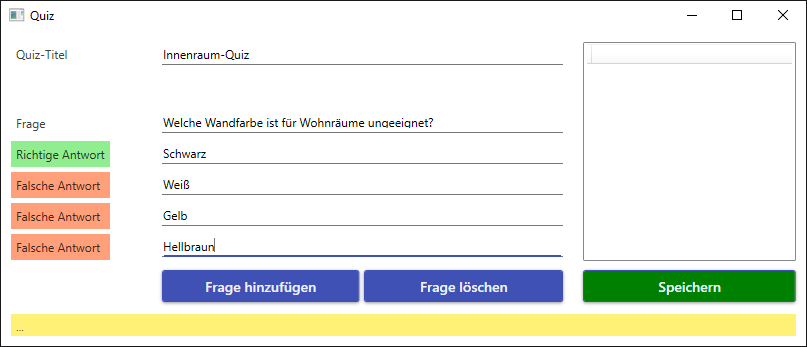 Quiz
Quiz-Titel Innenraum-Quiz
Frage Welche Wandfarbe ist für Wohnräume ungeeignet?
Richtige Antwort Schwarz
Falsche Antwort Weiß
Falsche Antwort Gelb
Falsche Antwort Hellbraun
Frage hinzufügen Frage löschen Speichern
...